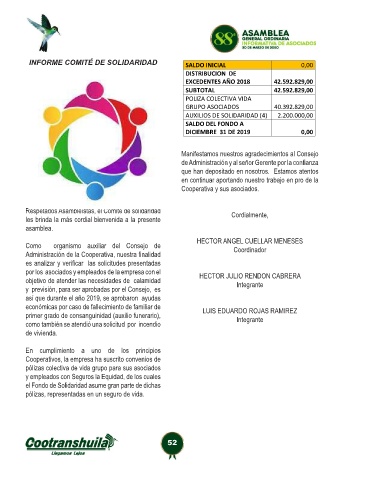 88
ASAMBLEA
GENERAL ORDINARIA
INFORMATIVA DE ASOCIADOS
30 DE MARZO DE 2020
INFORME COMITÉ DE SOLIDARIDAD
Respetados Asambleístas, el Comité de solidaridad
les brinda la más cordial bienvenida a la presente
asamblea.
Como organismo auxiliar del Consejo de
Administración de la Cooperativa, nuestra finalidad
es analizar y verificar las solicitudes presentadas
por los asociados y empleados de la empresa con el
objetivo de atender las necesidades de calamidad
y previsión, para ser aprobadas por el Consejo, es
así que durante el año 2019, se aprobaron ayudas
económicas por caso de fallecimiento de familiar de
primer grado de consanguinidad (auxilio funerario),
como también se atendió una solicitud por incendio
de vivienda.
En cumplimiento a uno de los principios
Cooperativos, la empresa ha suscrito convenios de
pólizas colectiva de vida grupo para sus asociados
y empleados con Seguros la Equidad, de los cuales
el Fondo de Solidaridad asume gran parte de dichas
pólizas, representadas en un seguro de vida.
SALDO INICIAL 0,00
DISTRIBUCION DE
EXCEDENTES AÑO 2018 42.592.829,00
SUBTOTAL 42.592.829,00
POLIZA COLECTIVA VIDA
GRUPO ASOCIADOS 40.392.829,00
AUXILIOS DE SOLIDARIDAD (4) 2.200.000,00
SALDO DEL FONDO A
DICIEMBRE 31 DE 2019 0,00
Manifestamos nuestros agradecimientos al Consejo
de Administración y al señor Gerente por la confianza
que han depositado en nosotros. Estamos atentos
en continuar aportando nuestro trabajo en pro de la
Cooperativa y sus asociados.
Cordialmente,
HECTOR ANGEL CUELLAR MENESES
Coordinador
HECTOR JULIO RENDON CABRERA
Integrante
LUIS EDUARDO ROJAS RAMIREZ
Integrante
Cootranshuila
Llegamos Lejos
52